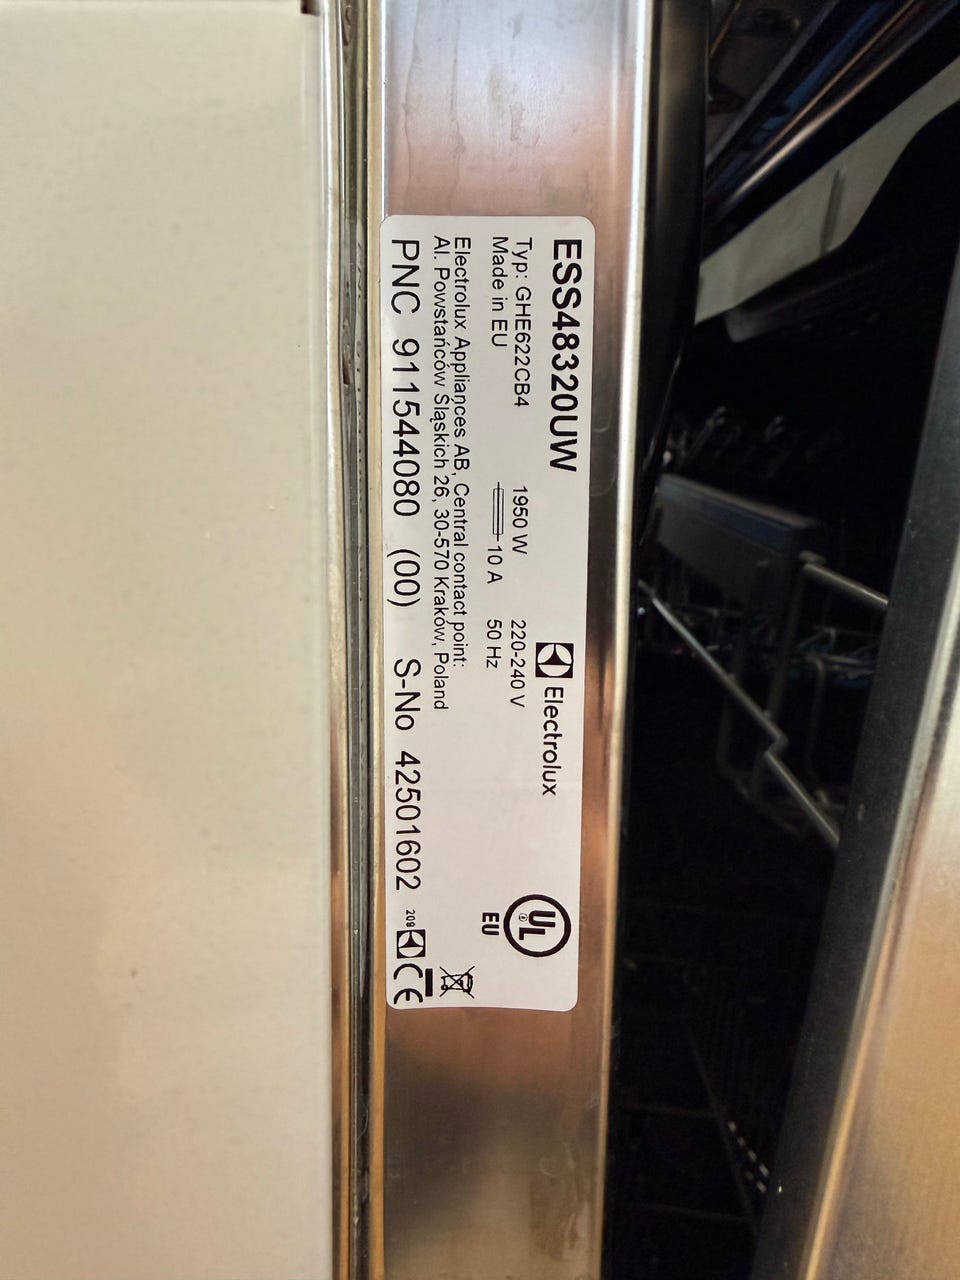 ESS48320UW
Electrolux
Typ: GHE622CB4 1950 W 220-240 V
Made in EU 10 A 50 Hz
UL
EU
Electrolux Appliances AB, Central contact point:
Al. Powstańców Śląskich 26, 30-570 Kraków, Poland
PNC 911544080 (00) S-No 42501602
209
CE